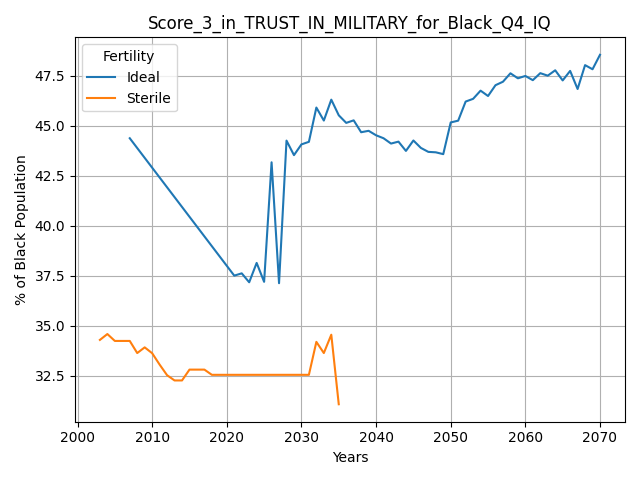 Score_3_in_TRUST_IN_MILITARY_for_Black_Q4_IQ
Fertility
Ideal
Sterile
% of Black Population
47.5
45.0
42.5
40.0
37.5
35.0
32.5
2000
2010
2020
2030
2040
2050
2060
2070
Years